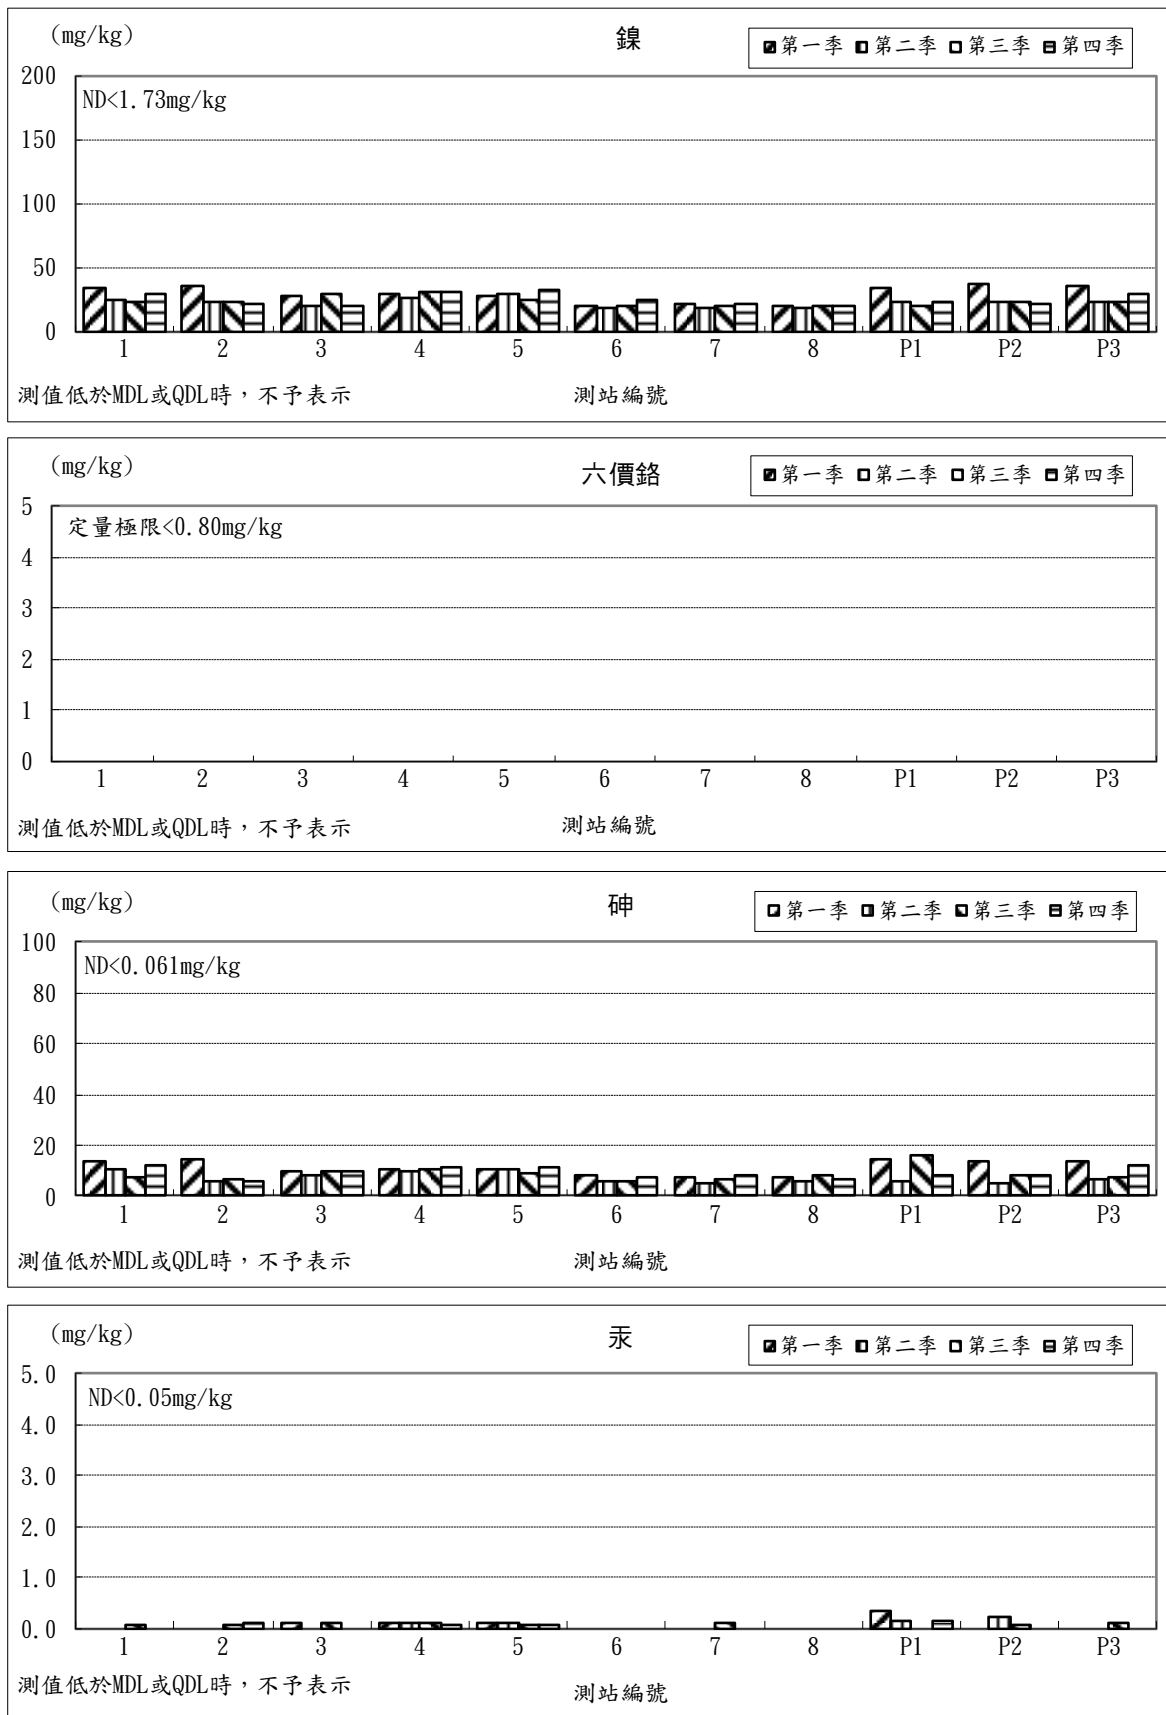 (mg/kg)
鎳
第一季 第二季 第三季 第四季
200
ND<1.73mg/kg
150
100
50
0
1 2 3 4 5 6 7 8 P1 P2 P3
測值低於MDL或QDL時，不予表示 測站編號
(mg/kg)
六價鉻
第一季 第二季 第三季 第四季
5
定量極限<0.80mg/kg
4
3
2
1
0
1 2 3 4 5 6 7 8 P1 P2 P3
測值低於MDL或QDL時，不予表示 測站編號
(mg/kg)
砷
第一季 第二季 第三季 第四季
100
ND<0.061mg/kg
80
60
40
20
0
1 2 3 4 5 6 7 8 P1 P2 P3
測值低於MDL或QDL時，不予表示 測站編號
(mg/kg)
汞
第一季 第二季 第三季 第四季
5.0
ND<0.05mg/kg
4.0
3.0
2.0
1.0
0.0
1 2 3 4 5 6 7 8 P1 P2 P3
測值低於MDL或QDL時，不予表示 測站編號